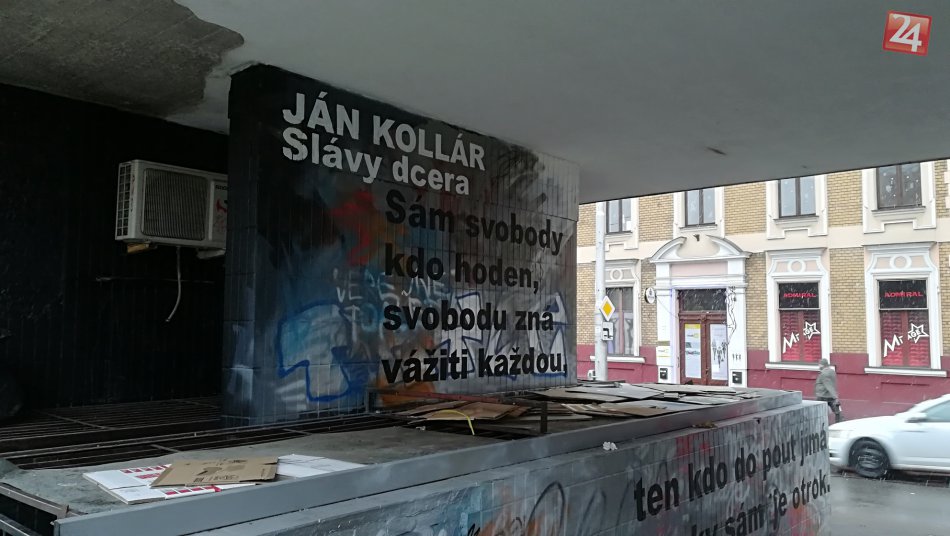 24
JÁN KOLLÁR
Slávy dcera
Sám svobody
kdo hoden,
svobodu zná
vážiti každou.
ten kdo do pout jímá
sám je otrok.
ADMIRAL
ADMIRAL